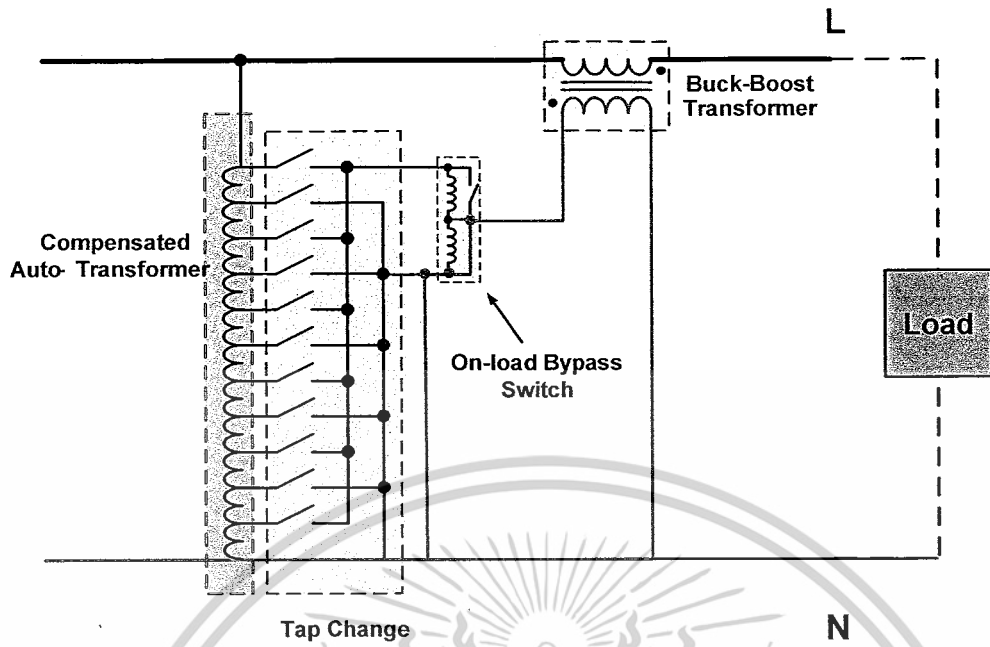 L
Buck-Boost
Transformer
Compensated
Auto- Transformer
On-load Bypass
Switch
Load
Tap Change
N